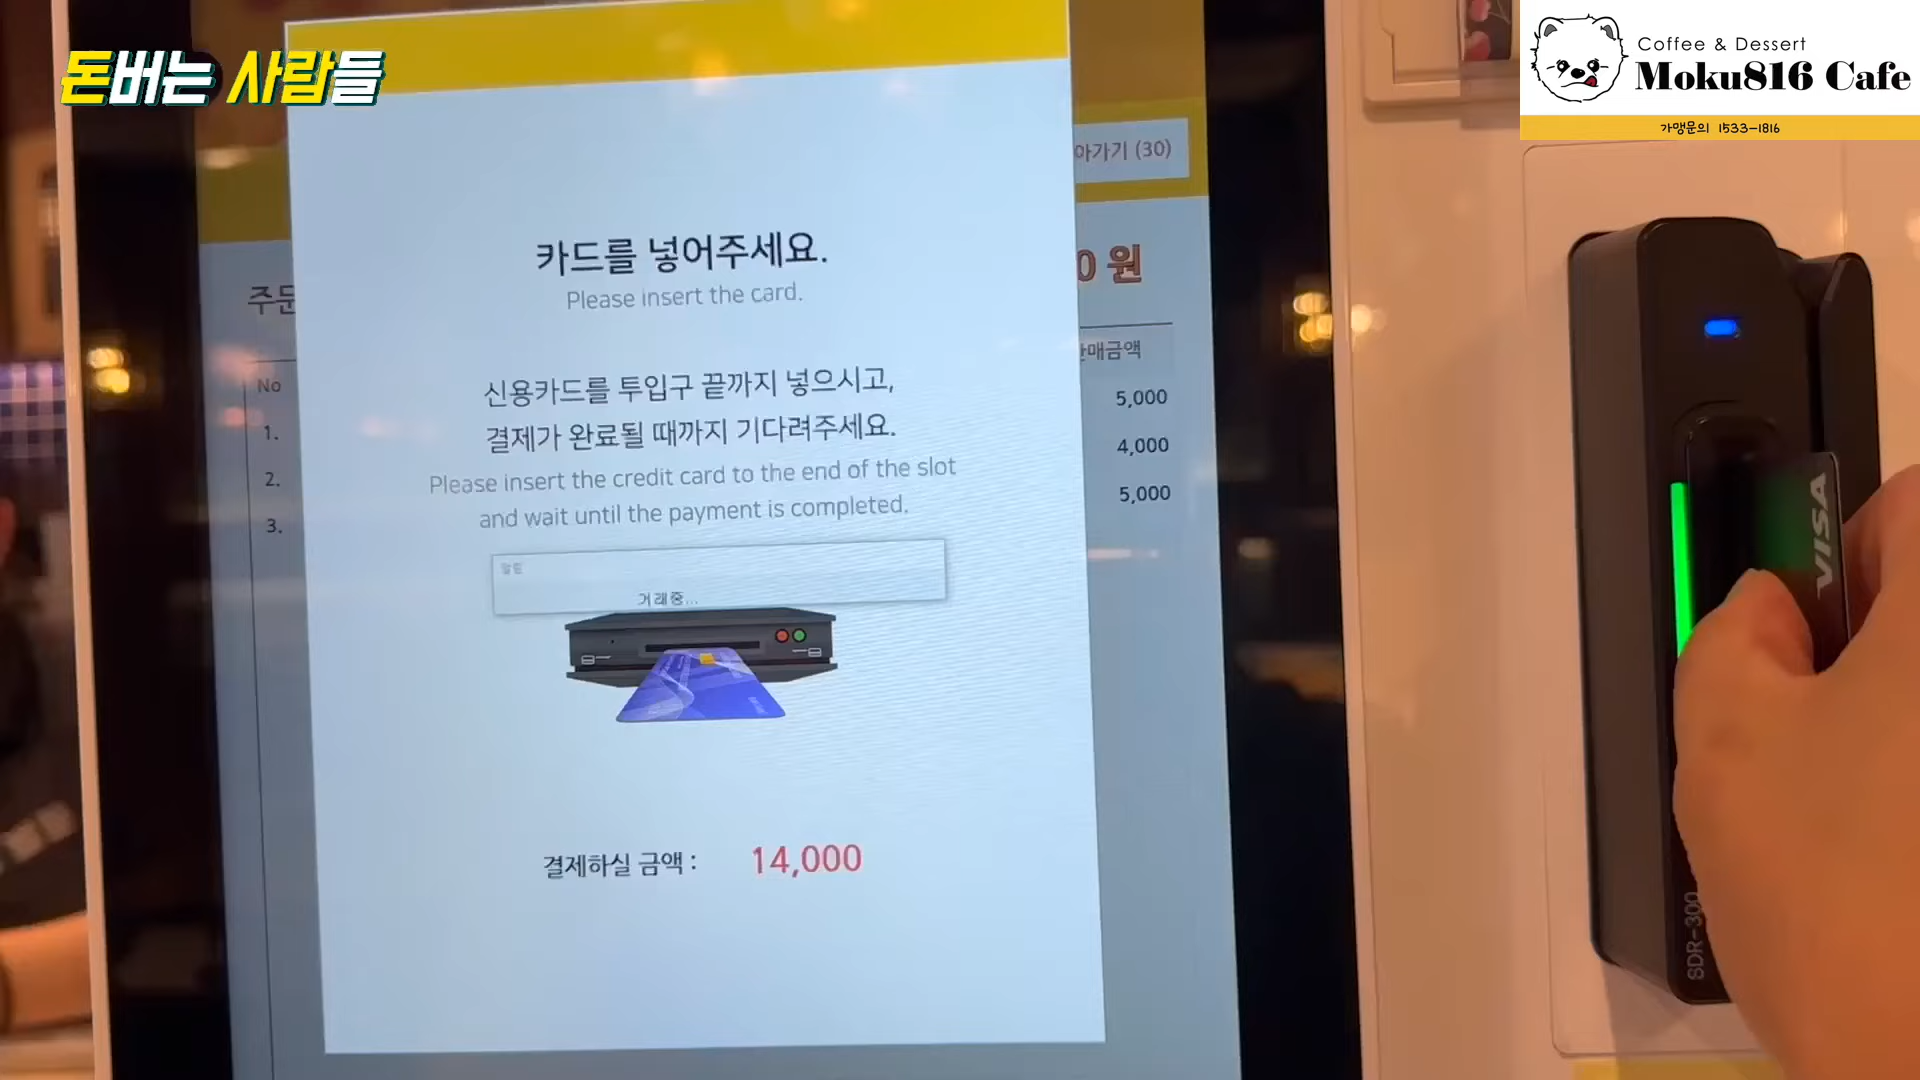 돈버는 사람들
Coffee & Dessert
Moku816 Cafe
가맹문의 1533-1816
아가기 (30)
카드를 넣어주세요.
Please insert the card.
0 원
주문
매금액
No
신용카드를 투입구 끝까지 넣으시고,
결제가 완료될 때까지 기다려주세요.
Please insert the credit card to the end of the slot
and wait until the payment is completed.
1.
5,000
2.
4,000
3.
5,000
알림
거래중...
결제하실 금액 : 14,000
VISA
SDR-300